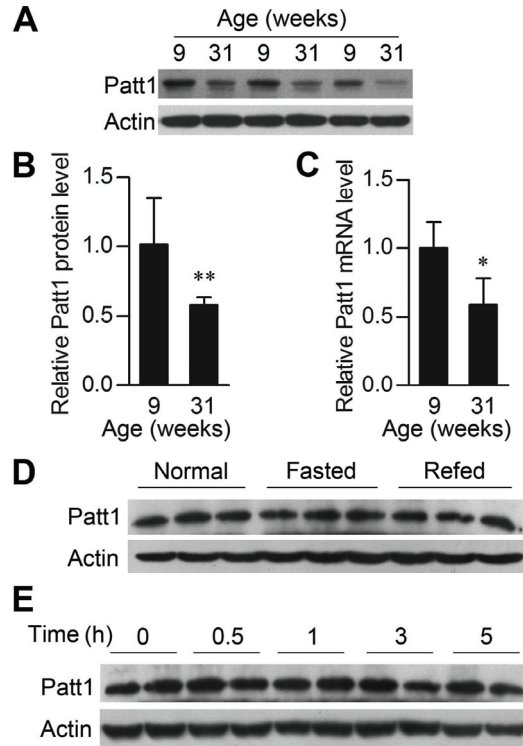 A
Age (weeks)
9 31 9 31 9 31
Patt1
Actin
B
Relative Patt1 protein level
1.5
1.0
0.5
0.0
**
9 31
Age (weeks)
C
Relative Patt1 mRNA level
1.5
1.0
0.5
0.0
*
9 31
Age (weeks)
D
Normal Fasted Refed
Patt1
Actin
E
Time (h) 0 0.5 1 3 5
Patt1
Actin